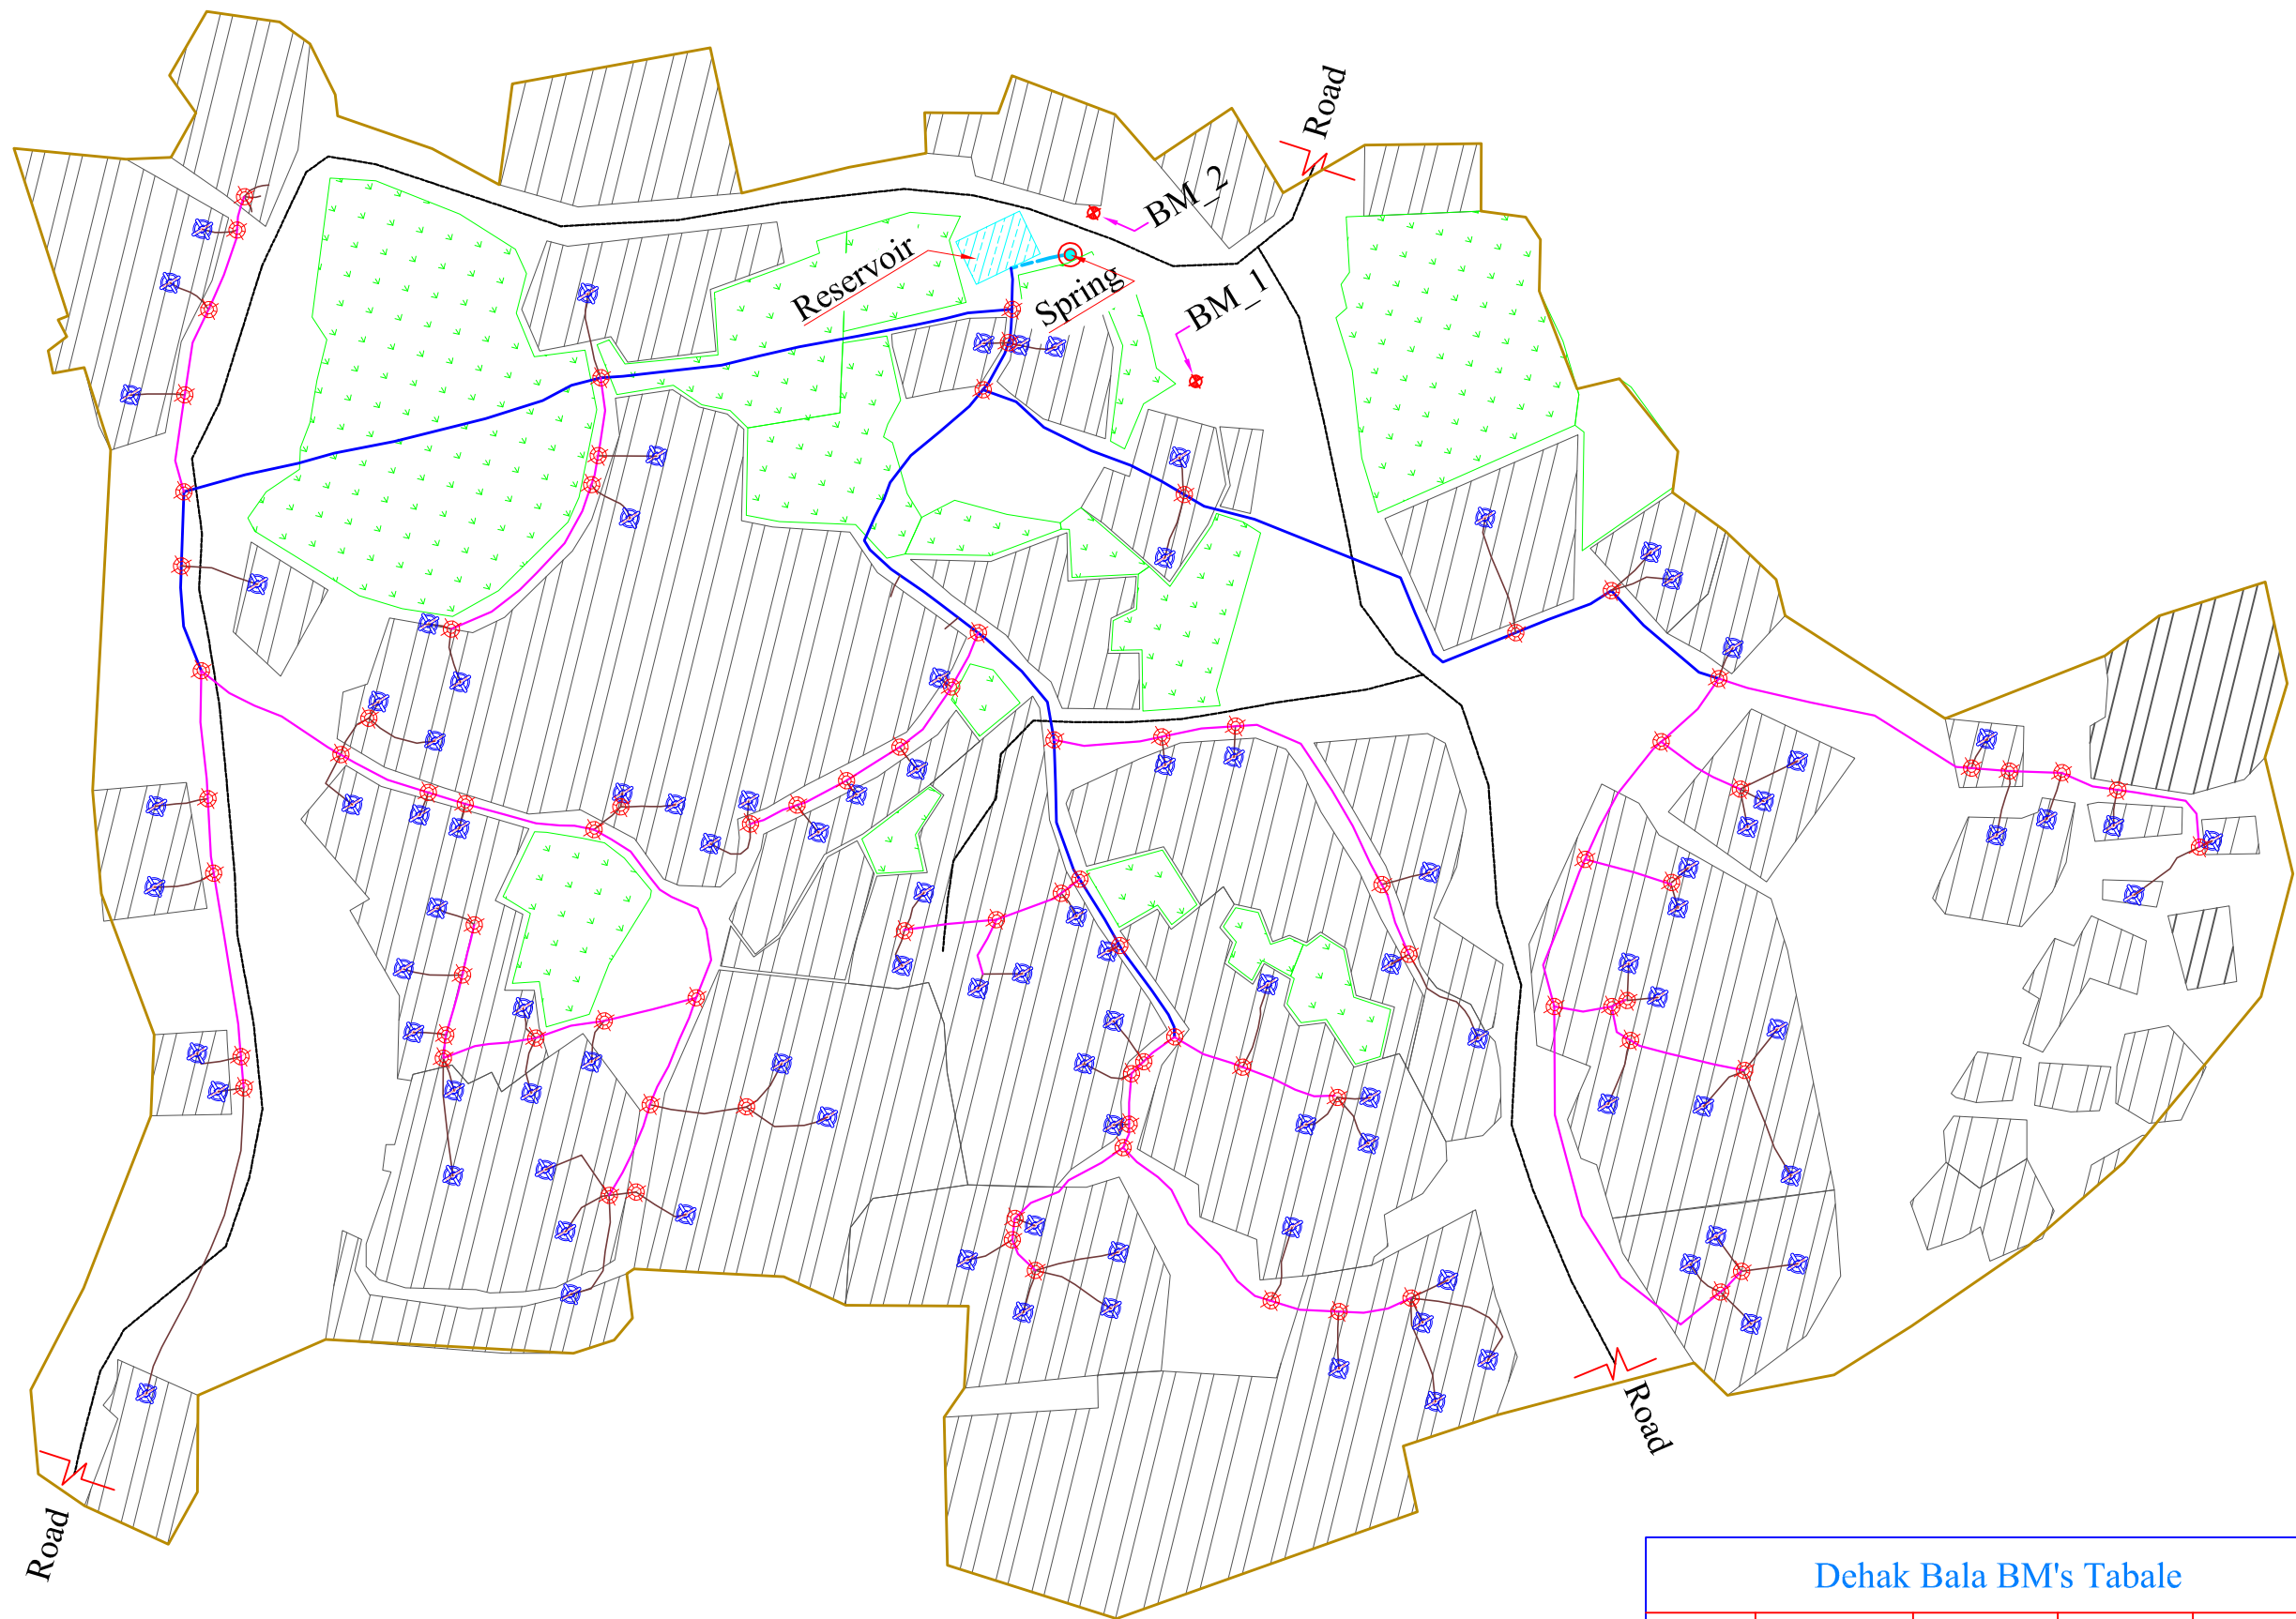 Road
BM_2
Reservoir
Spring
BM_1
Road
Road
Dehak Bala BM's Tabale